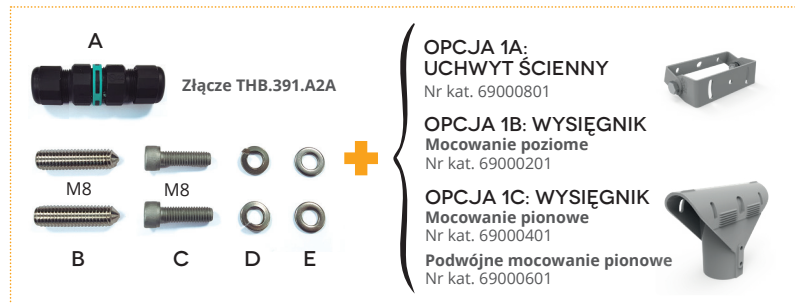 A
Złącze THB.391.A2A
M8
M8
B
C
D
E
OPCJA 1A:
UCHWYT ŚCIENNY
Nr kat. 69000801
OPCJA 1B: WYSIĘGNIK
Mocowanie poziome
Nr kat. 69000201
OPCJA 1C: WYSIĘGNIK
Mocowanie pionowe
Nr kat. 69000401
Podwójne mocowanie pionowe
Nr kat. 69000601